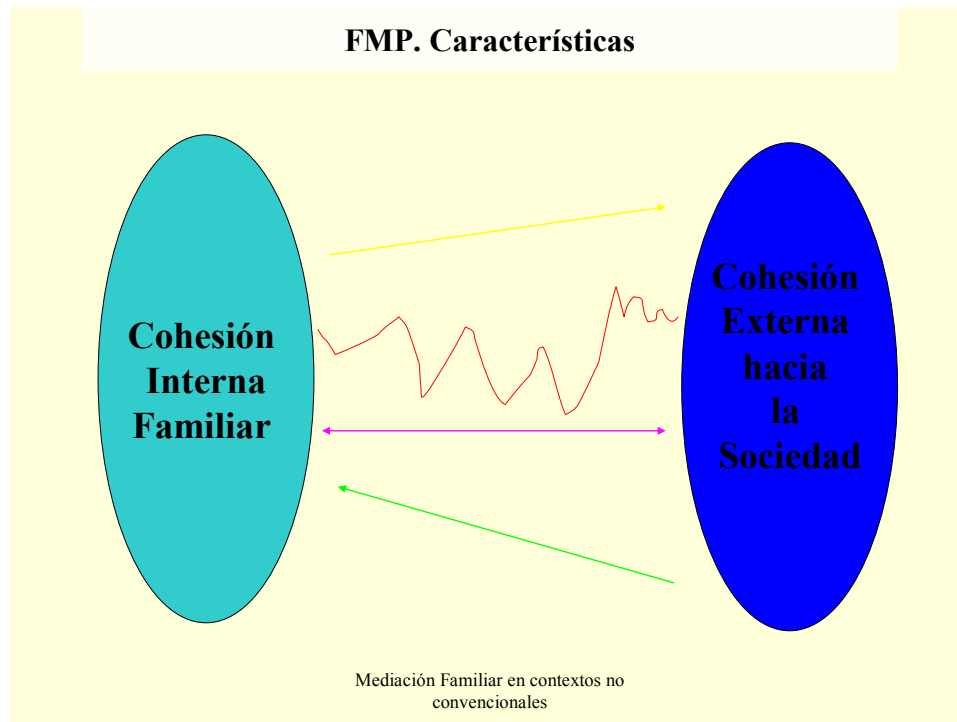 FMP. Características
Cohesión
Interna
Familiar
Cohesión
Externa
hacia
la
Sociedad
Mediación Familiar en contextos no
convencionales